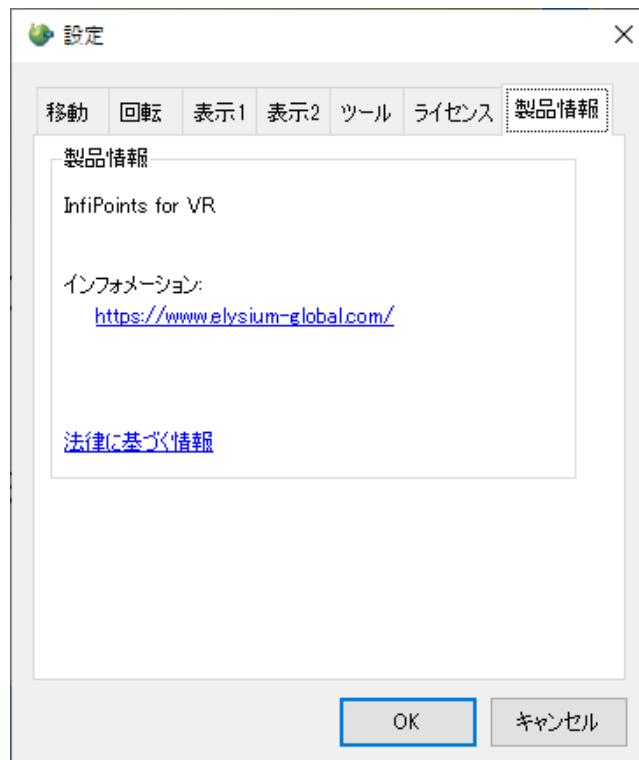 設定
移動 回転 表示1 表示2 ツール ライセンス 製品情報
製品情報
InfiPoints for VR
インフォメーション:
https://www.elysium-global.com/
法律に基づく情報
OK キャンセル